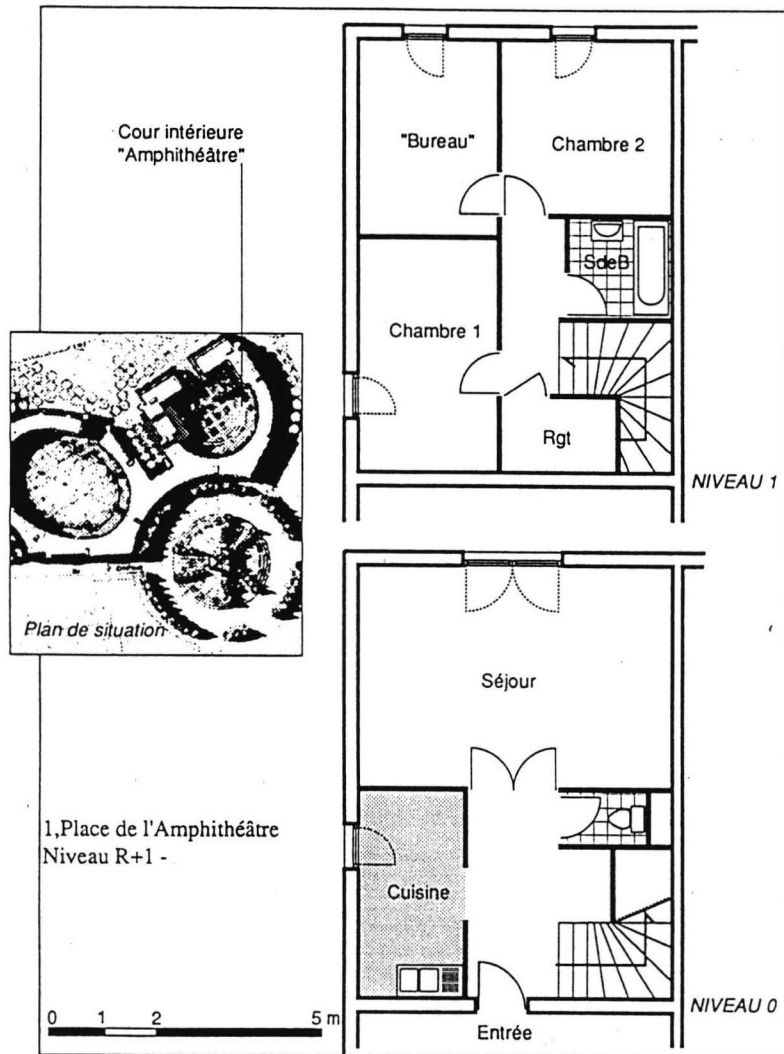 Cour intérieure
"Amphithéâtre"
"Bureau"
Chambre 2
SdeB
Chambre 1
Rgt
NIVEAU 1
Plan de situation
Séjour
1,Place de l'Amphithéâtre
Niveau R+1 -
Cuisine
0 1 2 5 m
NIVEAU 0
Entrée